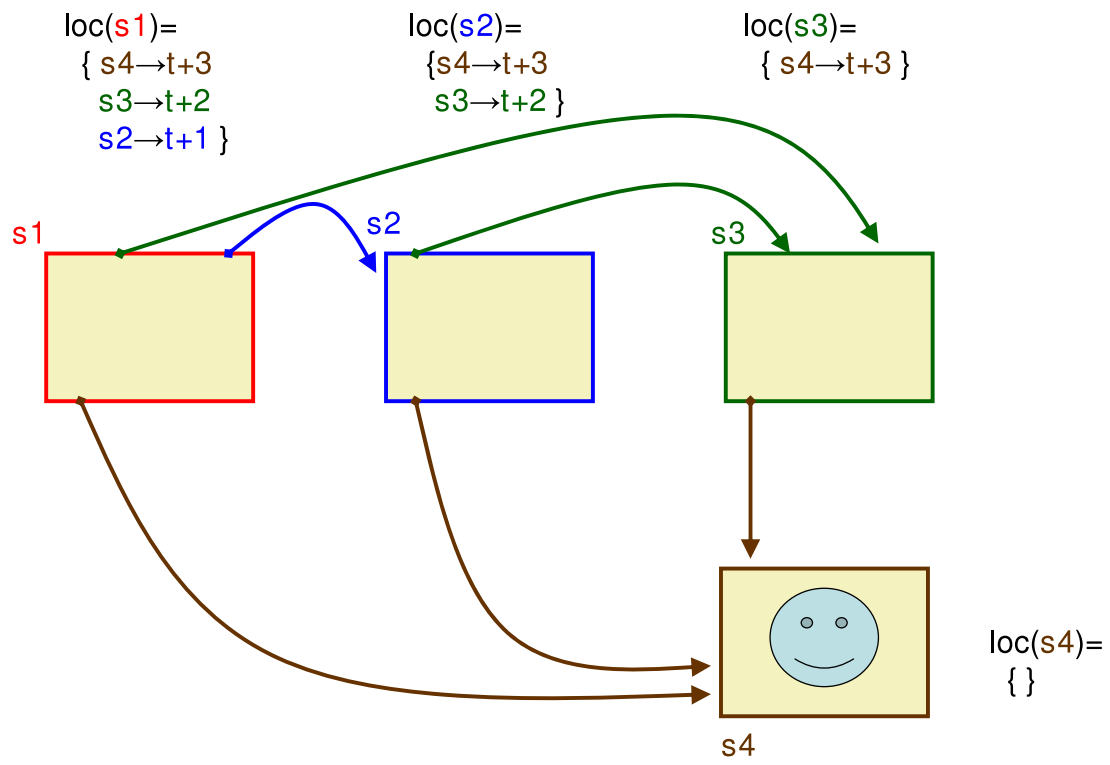 loc(s1)=
{ s4→t+3
s3→t+2
s2→t+1 }
loc(s2)=
{s4→t+3
s3→t+2 }
loc(s3)=
{ s4→t+3 }
s1
s2
s3
loc(s4)=
{ }
s4